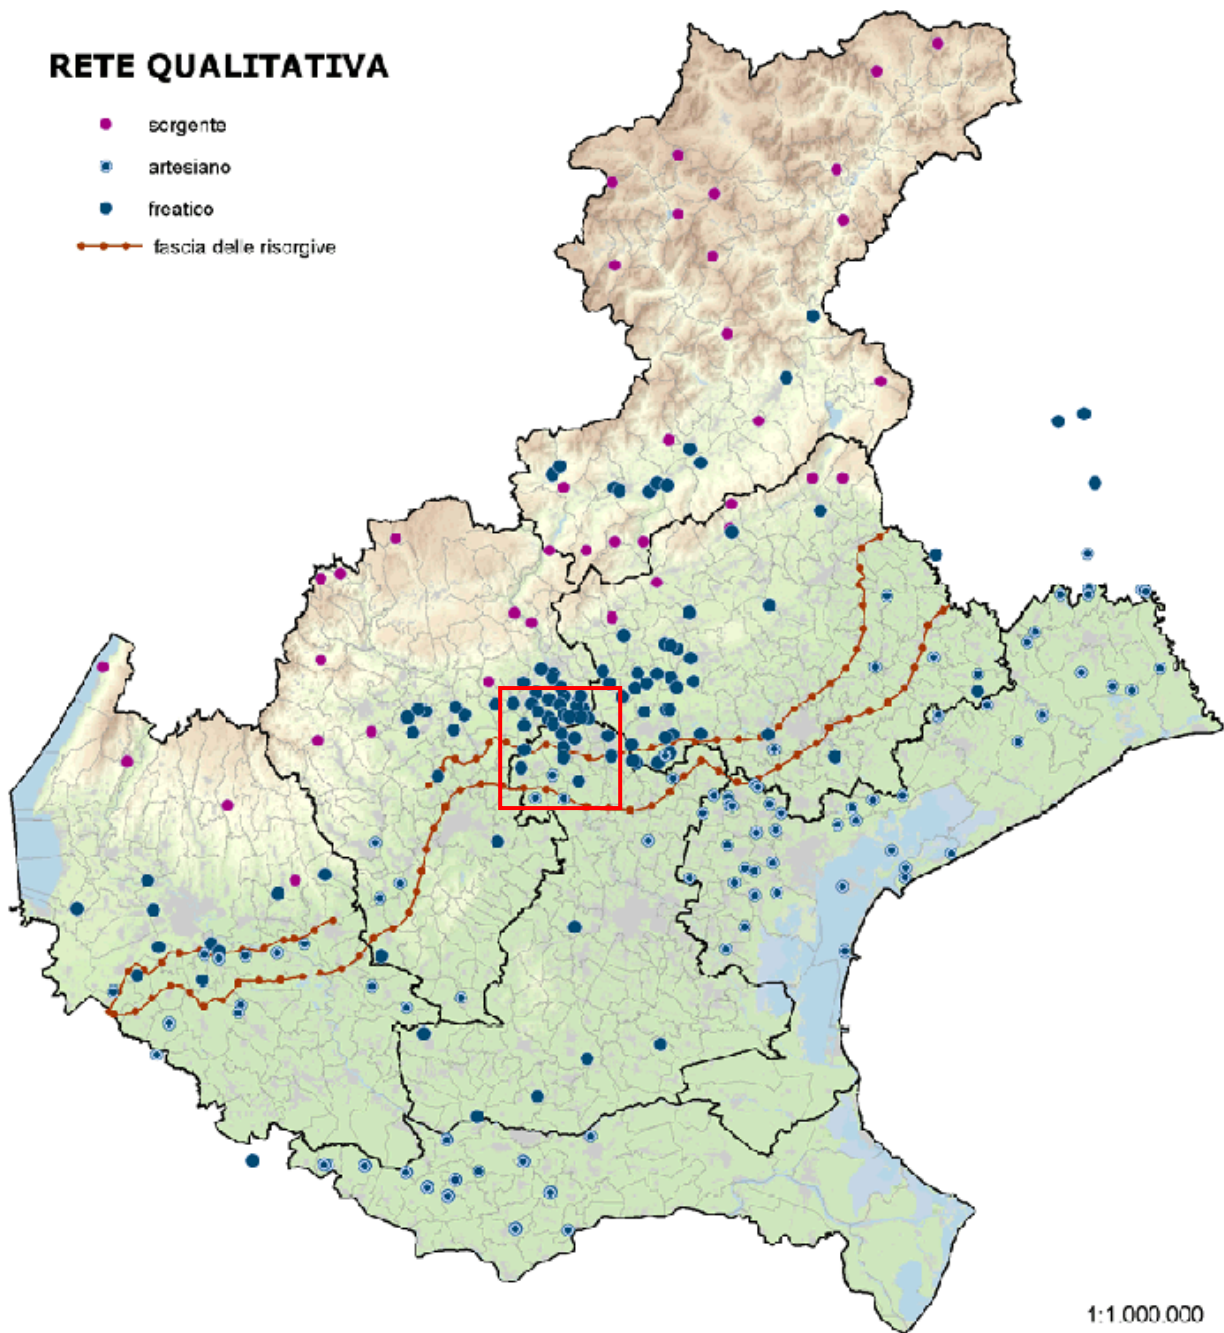 RETE QUALITATIVA
sorgente
artesiano
freatico
fascia delle risorgive
1:1.000.000